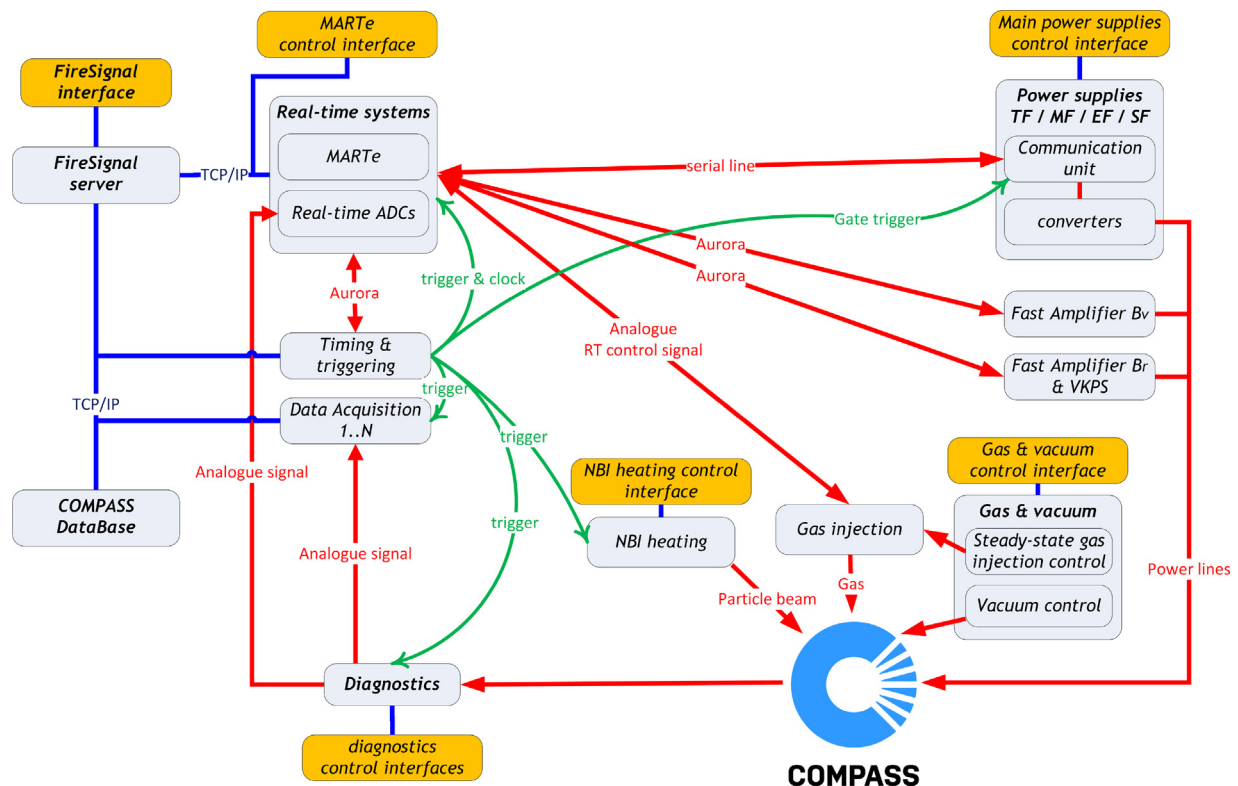 MARTe
control interface
Main power supplies
control interface
FireSignal
interface
Real-time systems
Power supplies
TF / MF / EF / SF
MARTe
FireSignal
server
TCP/IP
serial line
Communication
unit
Real-time ADCs
Gate trigger
converters
Aurora
trigger & clock
Aurora
Aurora
Fast Amplifier Bv
Analogue
RT control signal
Timing &
triggering
Fast Amplifier Br
& VKPS
trigger
TCP/IP
Data Acquisition
1..N
trigger
Analogue signal
NBI heating control
interface
Gas & vacuum
control interface
COMPASS
DataBase
Gas & vacuum
trigger
NBI heating
Gas injection
Steady-state gas
injection control
Analogue signal
Power lines
Particle beam
Gas
Vacuum control
Diagnostics
diagnostics
control interfaces
COMPASS